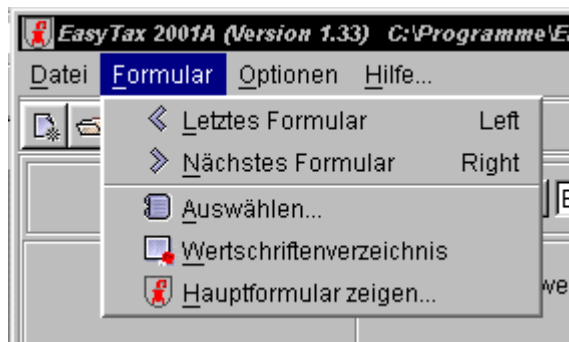 EasyTax 2001A (Version 1.33) C:\Programme\E
Datei Formular Optionen Hilfe...
Letztes Formular Left
Nächstes Formular Right
Auswählen...
Wertschriftenverzeichnis
Hauptformular zeigen...